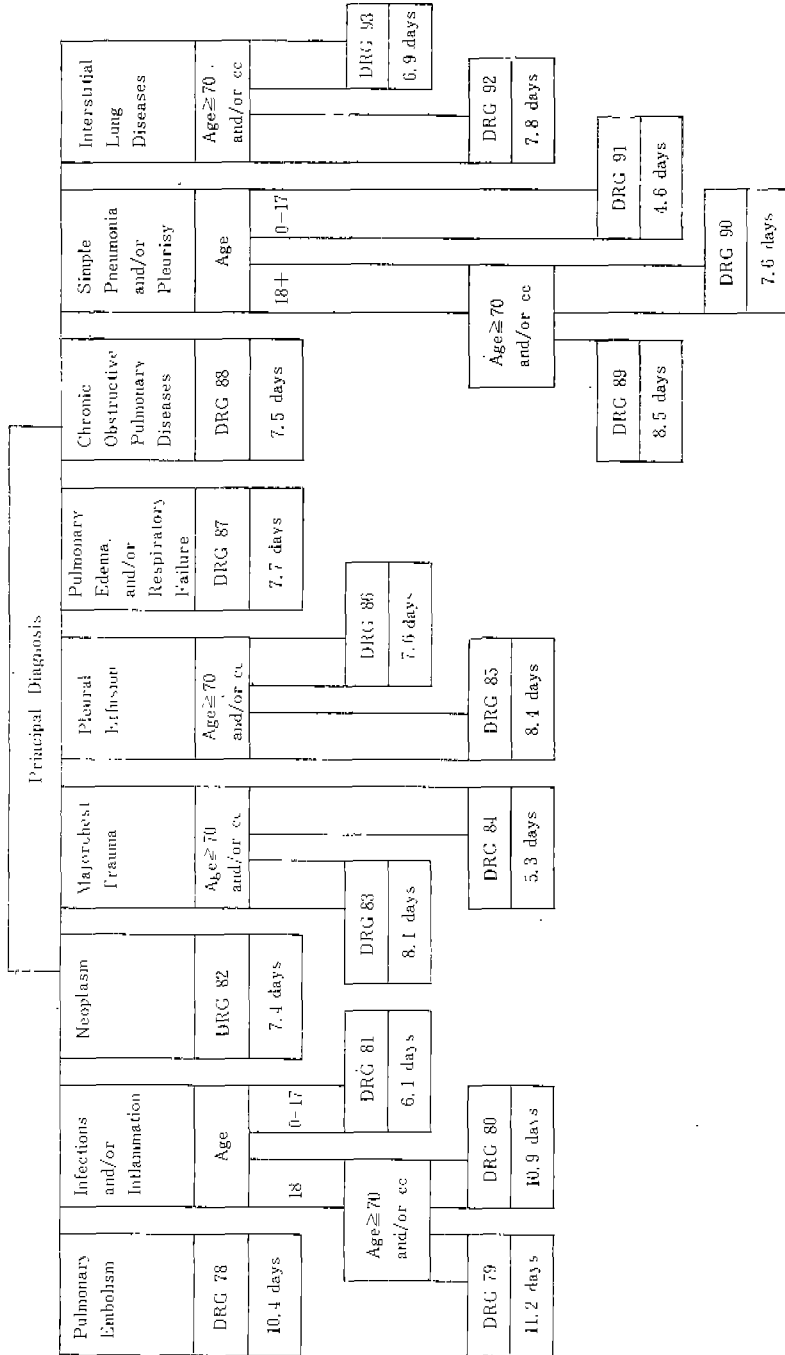 Principal Diagnosis
Pulmonary
Embolism
DRG 78
10.4 days
Infections
and/or
Inflammation
Age
18
0-17
Age≧70
and/or cc
DRG 79
11.2 days
DRG 80
10.9 days
DRG 81
6.1 days
Neoplasm
DRG 82
7.4 days
Majorchest
Trauma
Age≧70
and/or cc
DRG 83
8.1 days
DRG 84
5.3 days
Pleural
Effusion
Age≧70
and/or cc
DRG 85
8.4 days
DRG 86
7.6 days
Pulmonary
Edema,
and/or
Respiratory
Failure
DRG 87
7.7 days
Chronic
Obstructive
Pulmonary
Diseases
DRG 88
7.5 days
Simple
Pneumonia
and/or
Pleurisy
Age
18+
0-17
Age≧70
and/or cc
DRG 89
8.5 days
DRG 90
7.6 days
DRG 91
4.6 days
Interstitial
Lung
Diseases
Age≧70
and/or cc
DRG 92
7.8 days
DRG 93
6.9 days